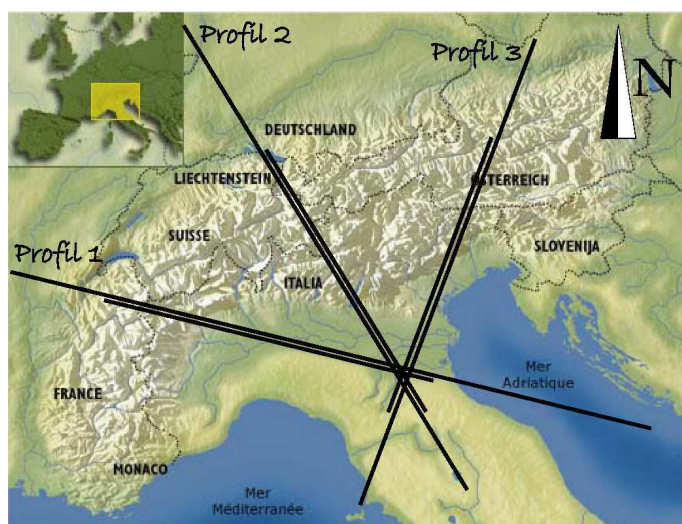 Profil 2
Profil 3
N
DEUTSCHLAND
LIECHTENSTEIN
ÖSTERREICH
SUISSE
SLOVENIJA
Profil 1
ITALIA
Mer
Adriatique
FRANCE
MONACO
Mer
Méditerranée